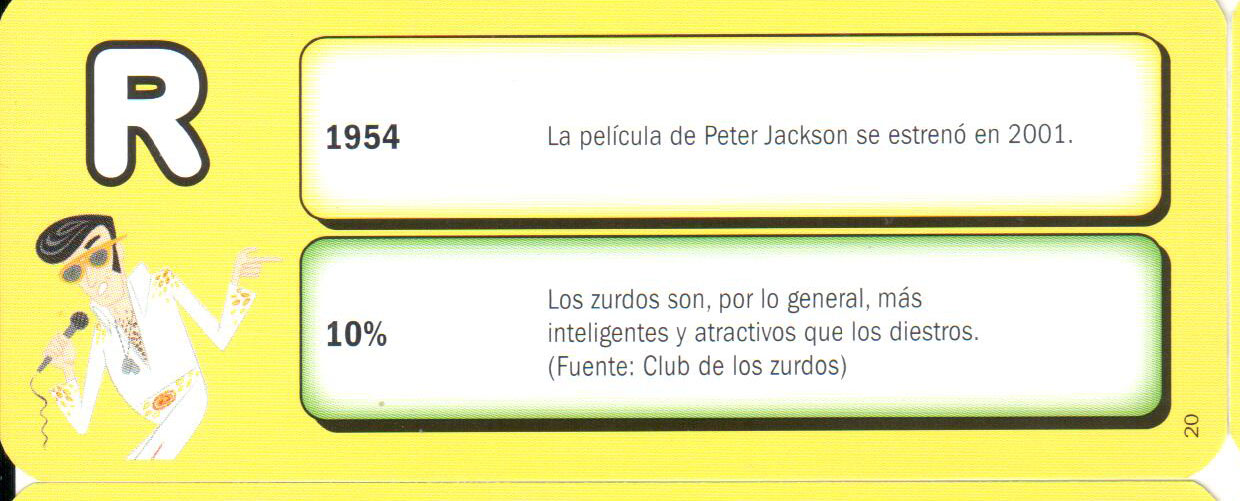 R
1954
La película de Peter Jackson se estrenó en 2001.
10%
Los zurdos son, por lo general, más
inteligentes y atractivos que los diestros.
(Fuente: Club de los zurdos)
20